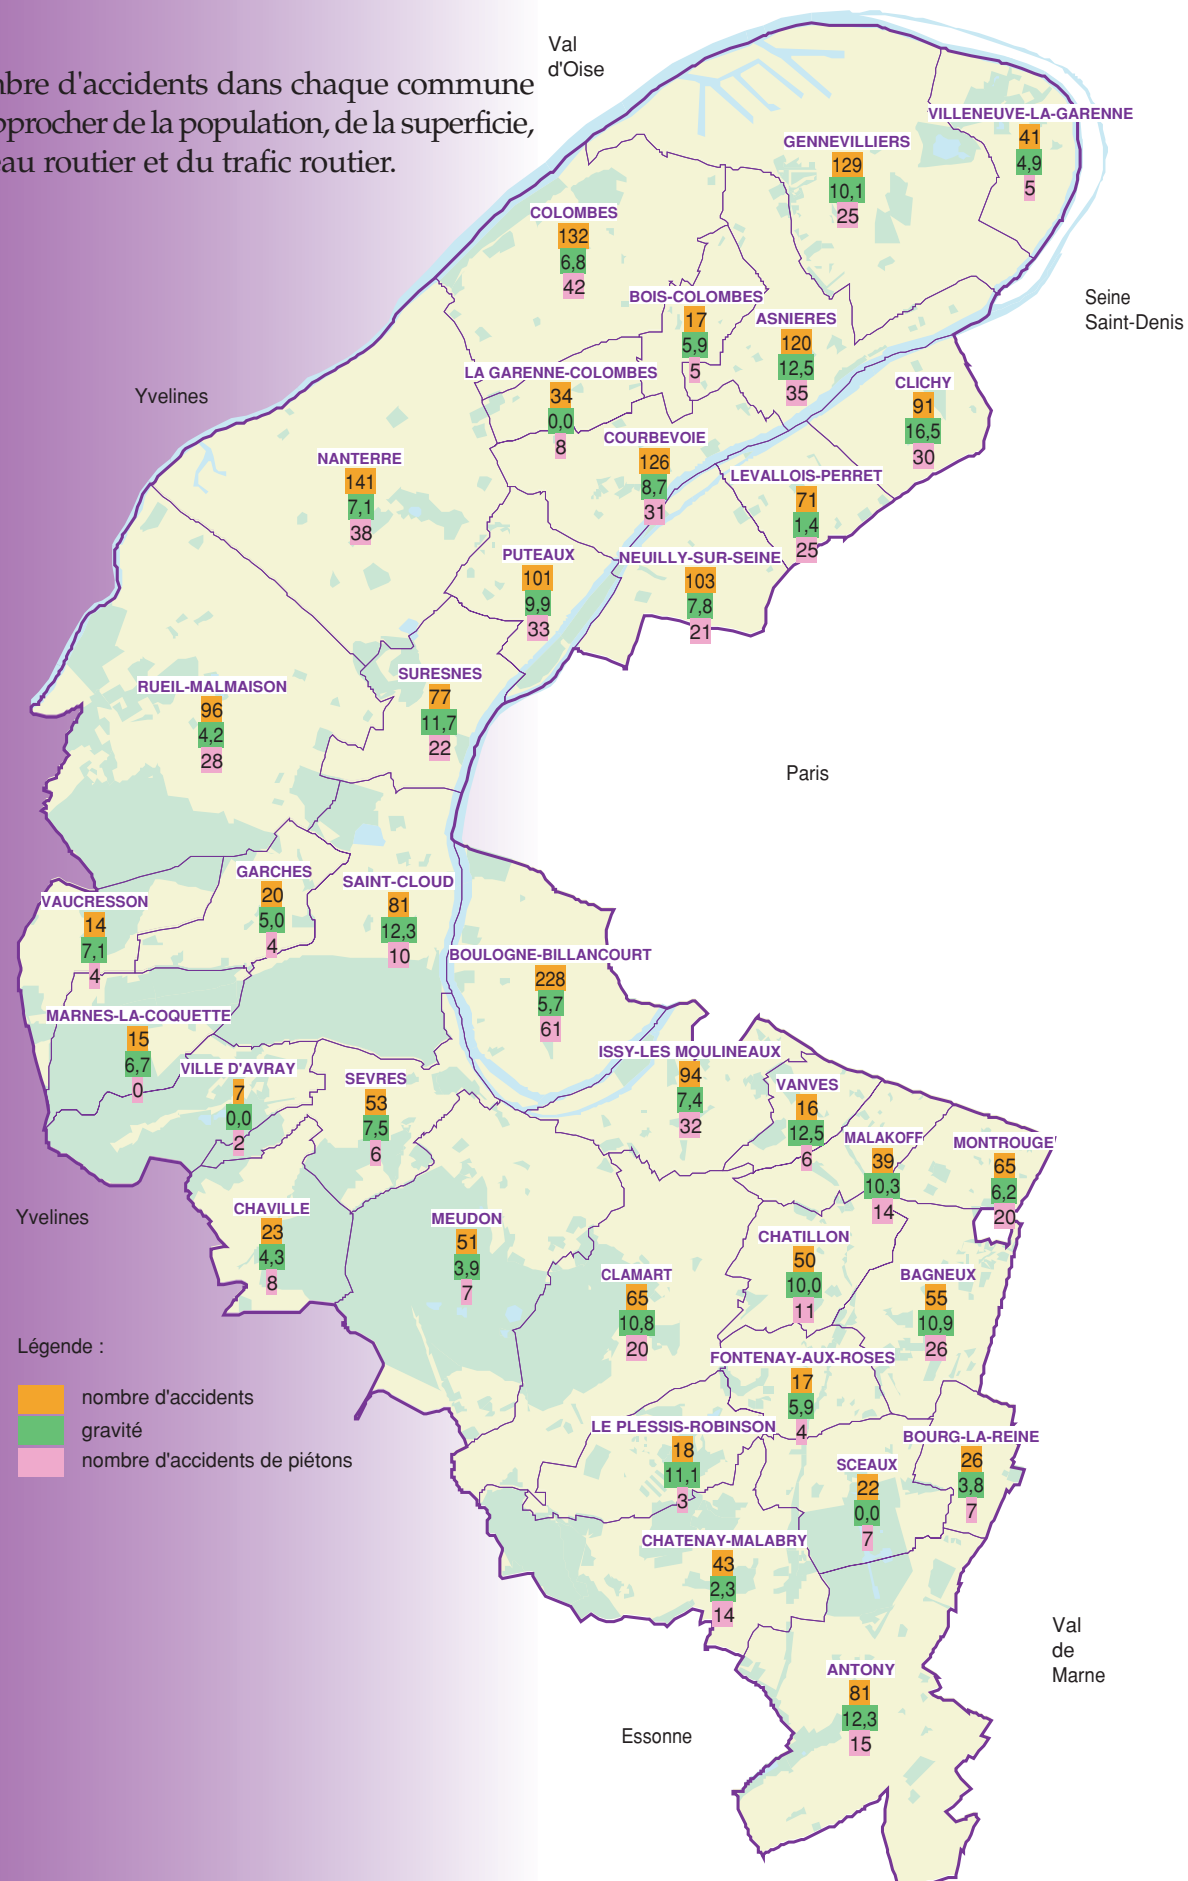 mbre d'accidents dans chaque commune
pprocher de la population, de la superficie,
eau routier et du trafic routier.
Val
d'Oise
VILLENEUVE-LA-GARENNE
41
4,9
5
GENNEVILLIERS
129
10,1
25
COLOMBES
132
6,8
42
BOIS-COLOMBES
17
5,9
5
ASNIERES
120
12,5
35
Seine
Saint-Denis
LA GARENNE-COLOMBES
34
0,0
8
CLICHY
91
16,5
30
Yvelines
COURBEVOIE
126
8,7
31
NANTERRE
141
7,1
38
LEVALLOIS-PERRET
71
1,4
25
PUTEAUX
101
9,9
33
NEUILLY-SUR-SEINE
103
7,8
21
SURESNES
77
11,7
22
RUEIL-MALMAISON
96
4,2
28
Paris
GARCHES
20
5,0
4
SAINT-CLOUD
81
12,3
10
VAUCRESSON
14
7,1
4
BOULOGNE-BILLANCOURT
228
5,7
61
MARNES-LA-COQUETTE
15
6,7
0
ISSY-LES MOULINEAUX
94
7,4
32
VILLE D'AVRAY
7
0,0
2
SEVRES
53
7,5
6
VANVES
16
12,5
6
MALAKOFF
39
10,3
14
MONTROUGE
65
6,2
20
Yvelines
CHAVILLE
23
4,3
8
MEUDON
51
3,9
7
CHATILLON
50
10,0
11
CLAMART
65
10,8
20
BAGNEUX
55
10,9
26
Légende :
nombre d'accidents
gravité
nombre d'accidents de piétons
FONTENAY-AUX-ROSES
17
5,9
4
LE PLESSIS-ROBINSON
18
11,1
3
BOURG-LA-REINE
26
3,8
7
SCEAUX
22
0,0
7
CHATENAY-MALABRY
43
2,3
14
Val
de
Marne
ANTONY
81
12,3
15
Essonne